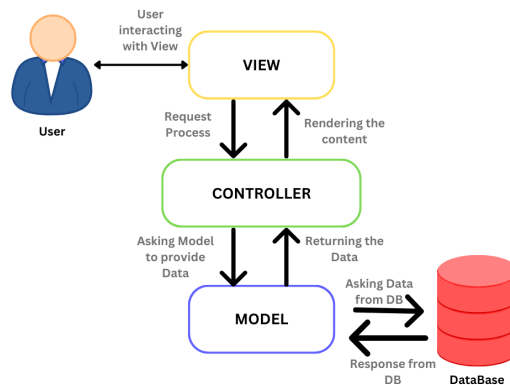 User
interacting
with View
VIEW
User
Request
Process
Rendering the
content
CONTROLLER
Asking Model
to provide
Data
Returning the
Data
Asking Data
from DB
MODEL
Response from
DB
DataBase